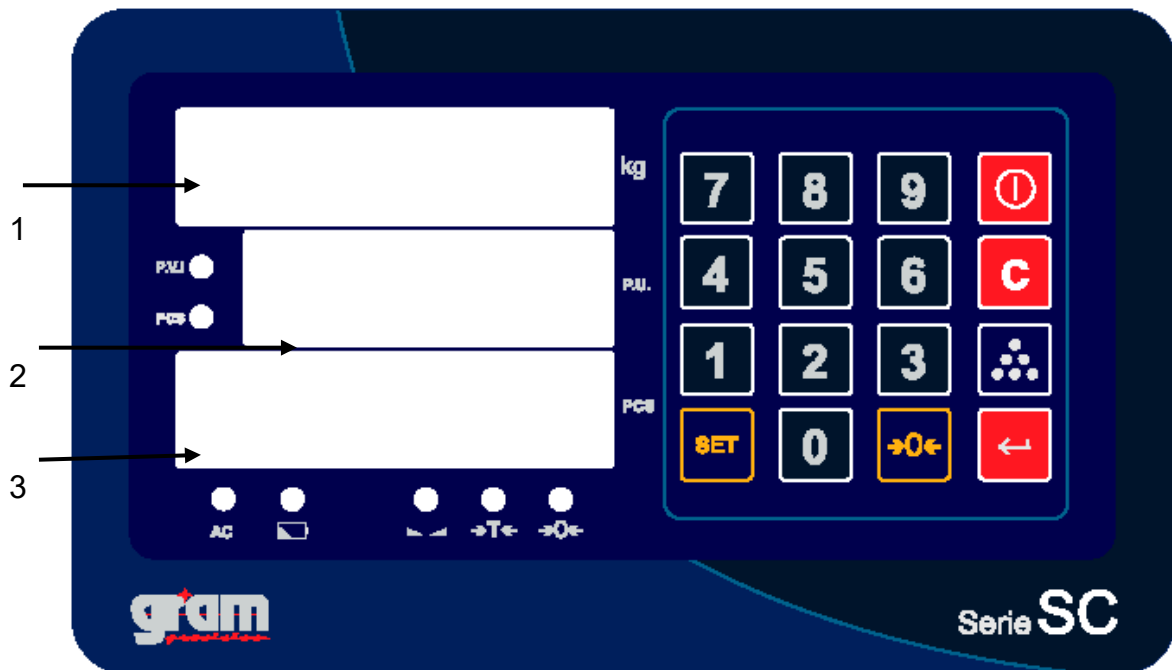 kg
7 8 9
1
P.U.
4 5 6 C
PCS
2
1 2 3
PCS
SET 0 →0←
3
AC →T← →0←
gram
precision
Serie SC